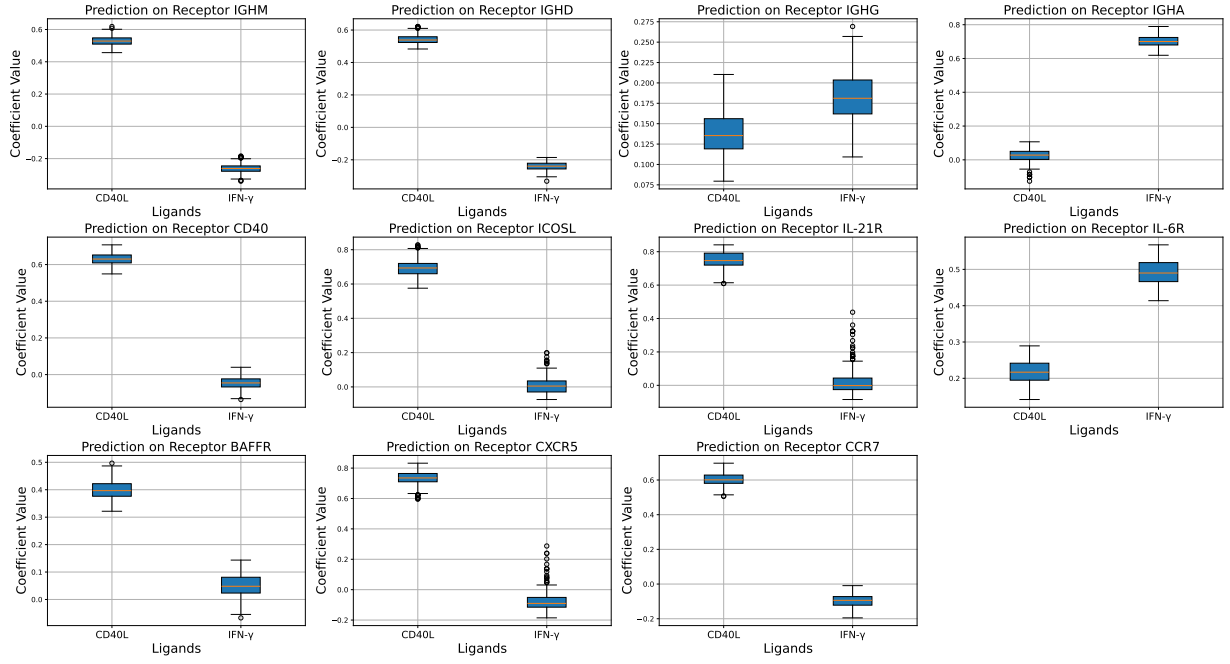 Prediction on Receptor IGHM
Coefficient Value
0.6
0.4
0.2
0.0
−0.2
CD40L
IFN-γ
Ligands
Prediction on Receptor IGHD
Coefficient Value
0.6
0.4
0.2
0.0
−0.2
CD40L
IFN-γ
Ligands
Prediction on Receptor IGHG
Coefficient Value
0.275
0.250
0.225
0.200
0.175
0.150
0.125
0.100
0.075
CD40L
IFN-γ
Ligands
Prediction on Receptor IGHA
Coefficient Value
0.8
0.6
0.4
0.2
0.0
CD40L
IFN-γ
Ligands
Prediction on Receptor CD40
Coefficient Value
0.6
0.4
0.2
0.0
CD40L
IFN-γ
Ligands
Prediction on Receptor ICOSL
Coefficient Value
0.8
0.6
0.4
0.2
0.0
CD40L
IFN-γ
Ligands
Prediction on Receptor IL-21R
Coefficient Value
0.8
0.6
0.4
0.2
0.0
CD40L
IFN-γ
Ligands
Prediction on Receptor IL-6R
Coefficient Value
0.5
0.4
0.3
0.2
CD40L
IFN-γ
Ligands
Prediction on Receptor BAFFR
Coefficient Value
0.5
0.4
0.3
0.2
0.1
0.0
CD40L
IFN-γ
Ligands
Prediction on Receptor CXCR5
Coefficient Value
0.8
0.6
0.4
0.2
0.0
−0.2
CD40L
IFN-γ
Ligands
Prediction on Receptor CCR7
Coefficient Value
0.6
0.4
0.2
0.0
−0.2
CD40L
IFN-γ
Ligands